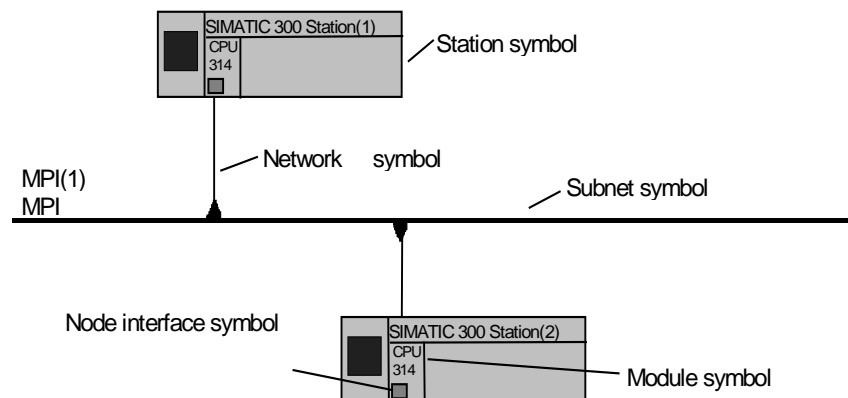 SIMATIC 300 Station(1)
CPU
314
Station symbol
Network symbol
MPI(1)
MPI
Subnet symbol
Node interface symbol
SIMATIC 300 Station(2)
CPU
314
Module symbol